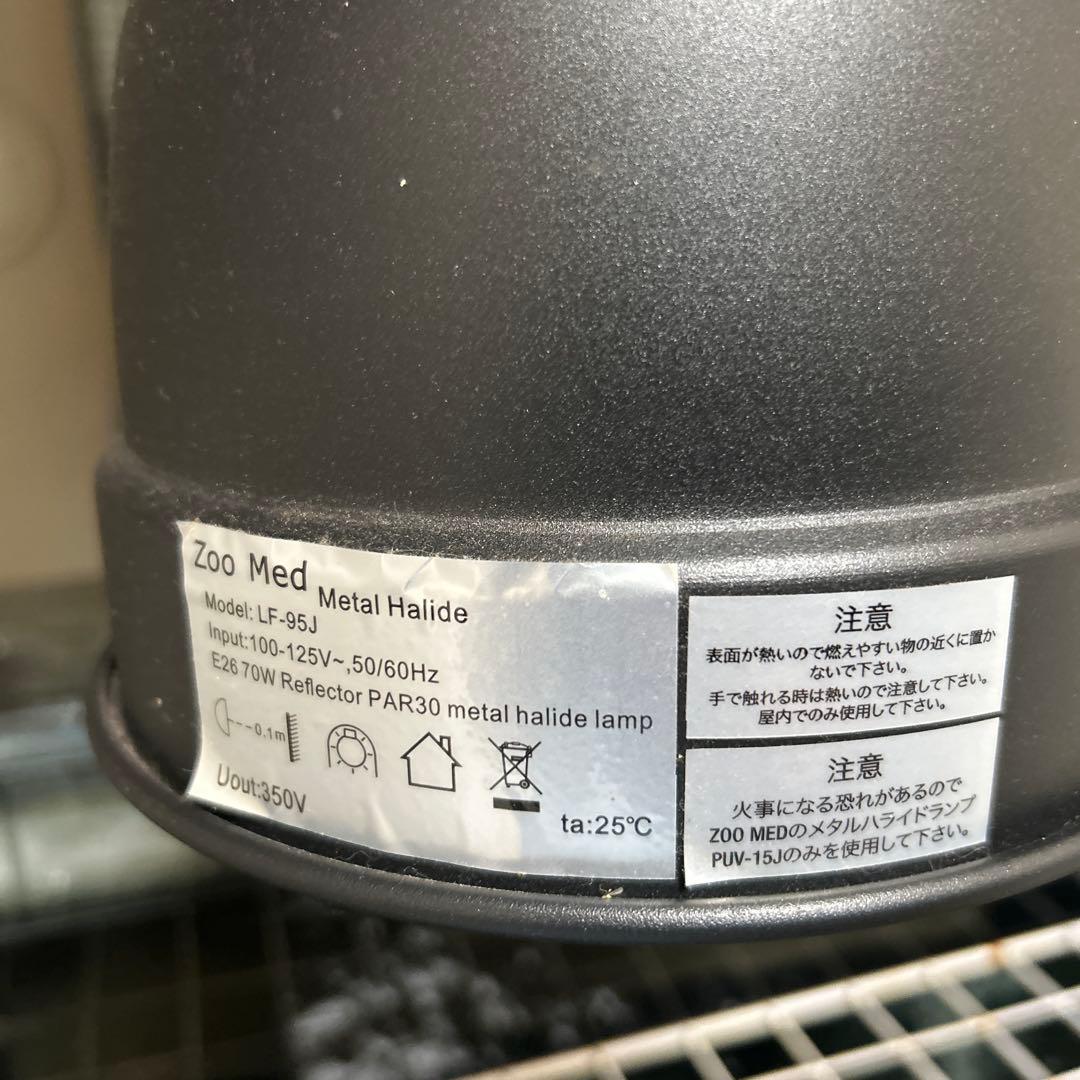 Zoo Med Metal Halide
Model: LF-95J
Input:100-125V~,50/60Hz
E26 70W Reflector PAR30 metal halide lamp
0.1m
Uout:350V
ta:25℃
注意
表面が熱いので燃えやすい物の近くに置か
ないで下さい。
手で触れる時は熱いので注意して下さい。
屋内でのみ使用して下さい。
注意
火事になる恐れがあるので
ZOO MEDのメタルハライドランプ
PUV-15Jのみを使用して下さい。